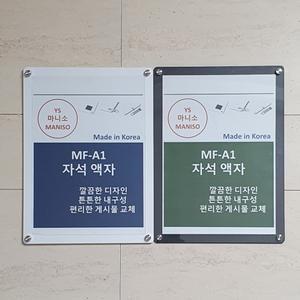 YS
마니소
MANISO
Made in Korea
MF-A1
자석 액자
깔끔한 디자인
튼튼한 내구성
편리한 게시물 교체
YS
마니소
MANISO
Made in Korea
MF-A1
자석 액자
깔끔한 디자인
튼튼한 내구성
편리한 게시물 교체